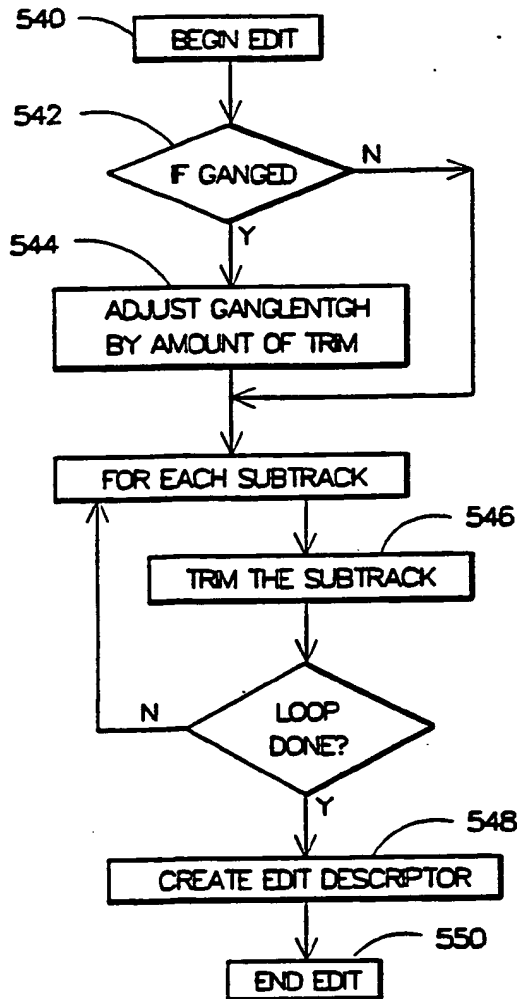 540
BEGIN EDIT
542
IF GANGED
N
Y
544
ADJUST GANGLENTGH
BY AMOUNT OF TRIM
FOR EACH SUBTRACK
546
TRIM THE SUBTRACK
N
LOOP
DONE?
Y
548
CREATE EDIT DESCRIPTOR
550
END EDIT